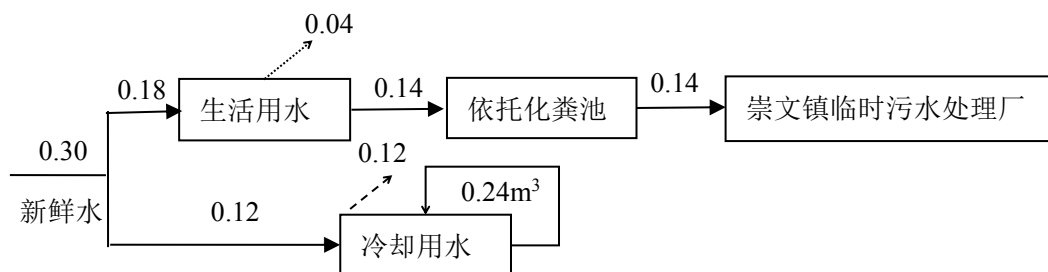 0.04
0.18
生活用水
0.14
依托化粪池
0.14
崇文镇临时污水处理厂
0.30
新鲜水
0.12
0.12
0.24m³
冷却用水